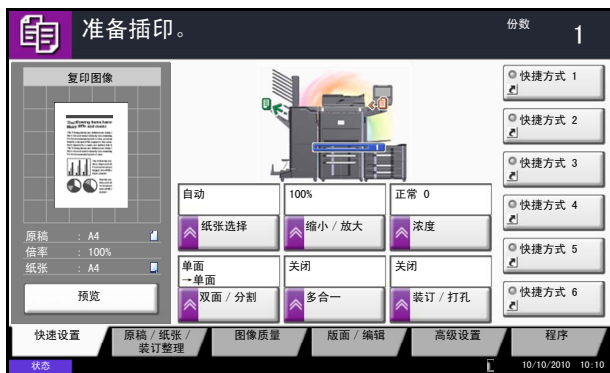 准备插印。
份数
1
复印图像
原稿 : A4
倍率 : 100%
纸张 : A4
预览
自动
纸张选择
100%
缩小 / 放大
正常 0
浓度
单面
→单面
双面 / 分割
关闭
多合一
关闭
装订 / 打孔
快捷方式 1
快捷方式 2
快捷方式 3
快捷方式 4
快捷方式 5
快捷方式 6
快速设置
原稿 / 纸张 /
装订整理
图像质量
版面 / 编辑
高级设置
程序
状态
10/10/2010 10:10